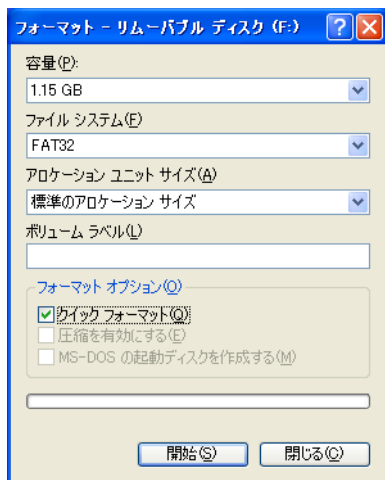 フォーマット - リムーバブル ディスク (F:)
容量(P):
1.15 GB
ファイル システム(F)
FAT32
アロケーション ユニット サイズ(A)
標準のアロケーション サイズ
ボリューム ラベル(L)
フォーマット オプション(O)
クイック フォーマット(Q)
圧縮を有効にする(E)
MS-DOS の起動ディスクを作成する(M)
開始(S) 閉じる(C)